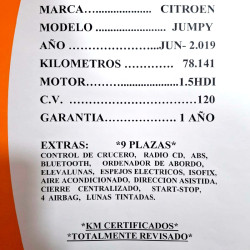 MARCA………………… CITROEN
MODELO ………………… JUMPY
AÑO …………………...JUN- 2.019
KILOMETROS ………… 78.141
MOTOR……………… 1.5HDI
C.V. …………………………120
GARANTIA……………… 1 AÑO
EXTRAS: *9 PLAZAS*
CONTROL DE CRUCERO, RADIO CD, ABS,
BLUETOOTH, ORDENADOR DE ABORDO,
ELEVALUNAS, ESPEJOS ELECTRICOS, ISOFIX,
AIRE ACONDICIONADO, DIRECCION ASISTIDA,
CIERRE CENTRALIZADO, START-STOP,
4 AIRBAG, LUNAS TINTADAS.
*KM CERTIFICADOS*
*TOTALMENTE REVISADO*